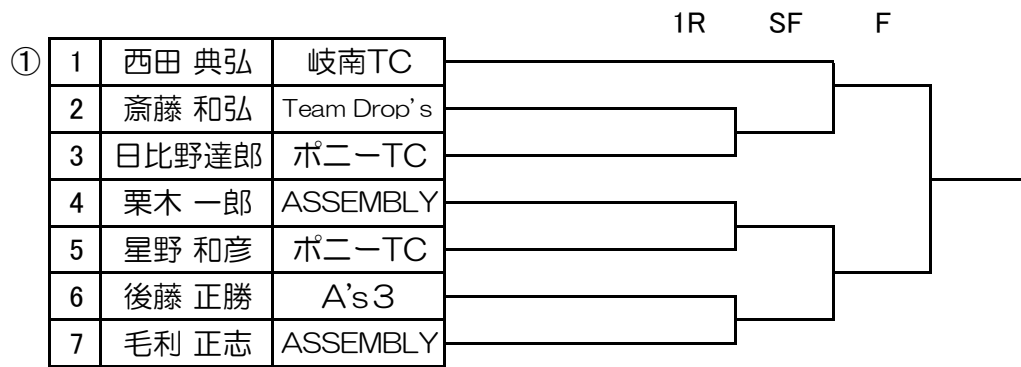 1R SF F
① 1 西田 典弘 岐南TC
2 斎藤 和弘 Team Drop's
3 日比野達郎 ポニーTC
4 栗木 一郎 ASSEMBLY
5 星野 和彦 ポニーTC
6 後藤 正勝 A's3
7 毛利 正志 ASSEMBLY